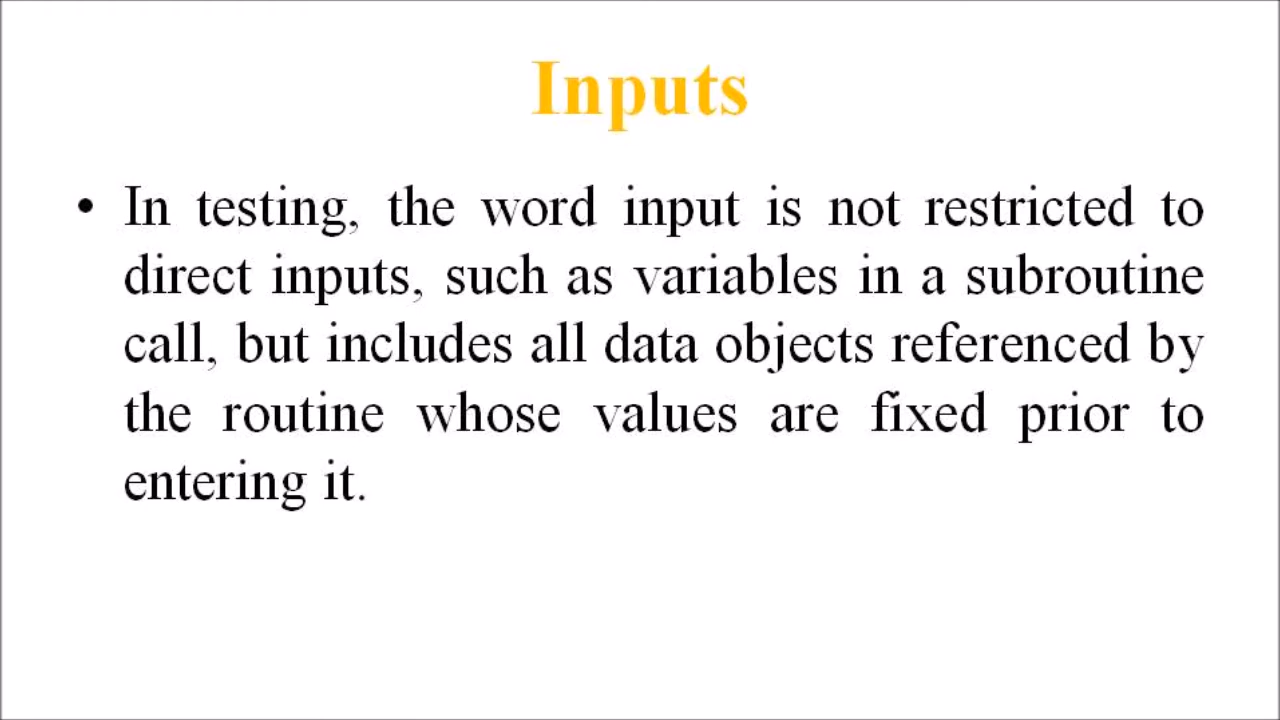 Inputs
• In testing, the word input is not restricted to
direct inputs, such as variables in a subroutine
call, but includes all data objects referenced by
the routine whose values are fixed prior to
entering it.